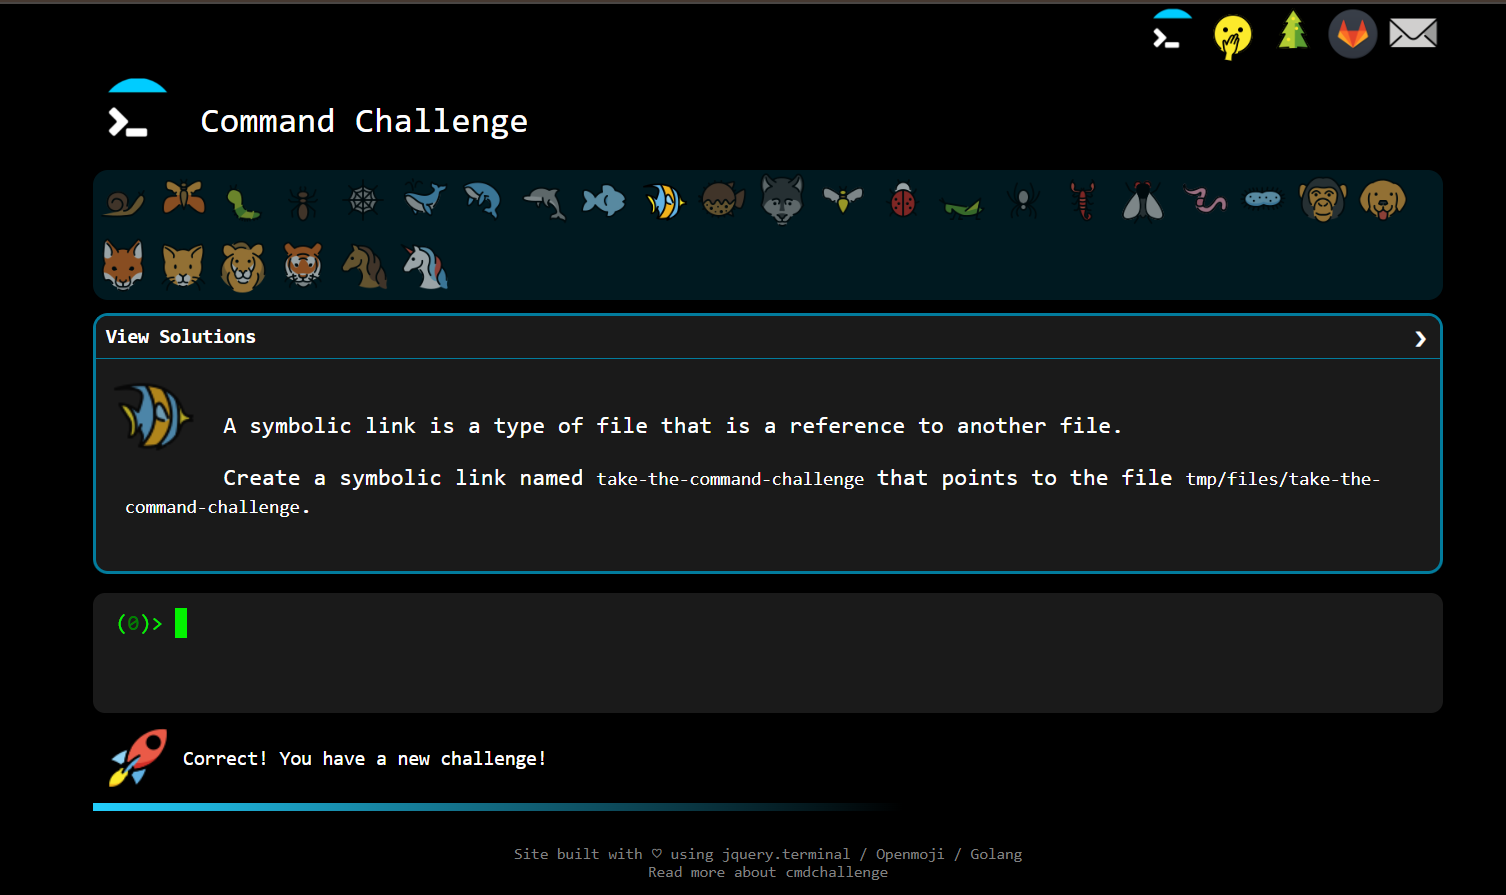 Command Challenge
View Solutions
A symbolic link is a type of file that is a reference to another file.
Create a symbolic link named take-the-command-challenge that points to the file tmp/files/take-the-
command-challenge.
(0)>
Correct! You have a new challenge!
Site built with ♡ using jquery.terminal / Openmoji / Golang
Read more about cmdchallenge